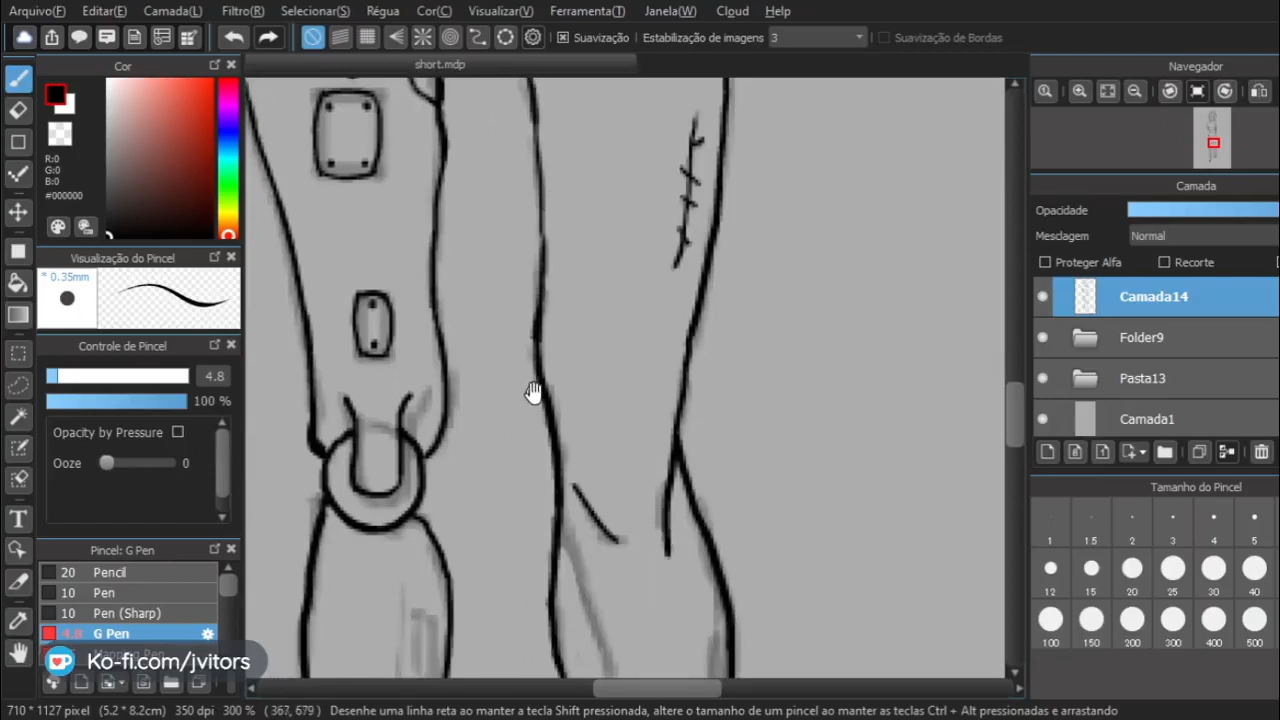 Arquivo(F) Editar(E) Camada(L) Filtro(R) Selecionar(S) Régua Cor(C) Visualizar(V) Ferramenta(T) Janela(W) Cloud Help
Suavização Estabilização de imagens 3 Suavização de Bordas
short.mdp
Cor
R:0
G:0
B:0
#000000
Visualização do Pincel
* 0.35mm
Controle de Pincel
4.8
100 %
Opacity by Pressure
Ooze 0
Pincel: G Pen
20 Pencil
10 Pen
10 Pen (Sharp)
4.8 G Pen
Mapping Pen
Ko-fi.com/jvitors
Navegador
Camada
Opacidade
Mesclagem Normal
Proteger Alfa Recorte
Camada14
Folder9
Pasta13
Camada1
Tamanho do Pincel
1 1.5 2 3 4 5
12 15 20 25 30 40
100 150 200 300 400 500
710 * 1127 pixel (5.2 * 8.2cm) 350 dpi 300 % ( 367, 679 ) Desenhe uma linha reta ao manter a tecla Shift pressionada, altere o tamanho de um pincel ao manter as teclas Ctrl + Alt pressionadas e arrastando